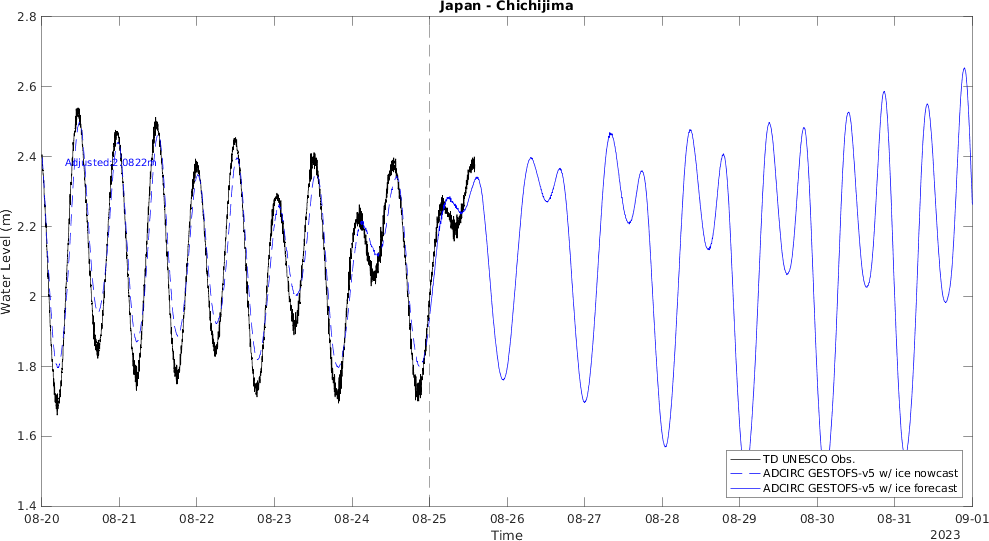 Japan - Chichijima
2.8
2.6
2.4
2.2
2
1.8
1.6
1.4
Water Level (m)
Adjusted:2.0822m
TD UNESCO Obs.
ADCIRC GESTOFS-v5 w/ ice nowcast
ADCIRC GESTOFS-v5 w/ ice forecast
08-20 08-21 08-22 08-23 08-24 08-25 08-26 08-27 08-28 08-29 08-30 08-31 09-01
Time
2023